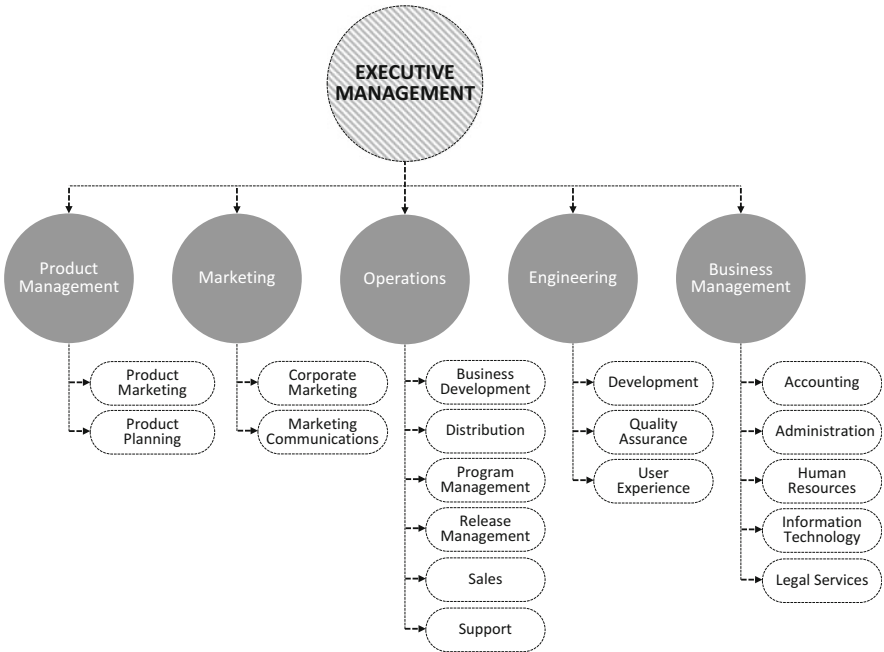 EXECUTIVE
MANAGEMENT
Product
Management
Marketing
Operations
Engineering
Business
Management
Product
Marketing
Product
Planning
Corporate
Marketing
Marketing
Communications
Business
Development
Distribution
Program
Management
Release
Management
Sales
Support
Development
Quality
Assurance
User
Experience
Accounting
Administration
Human
Resources
Information
Technology
Legal Services